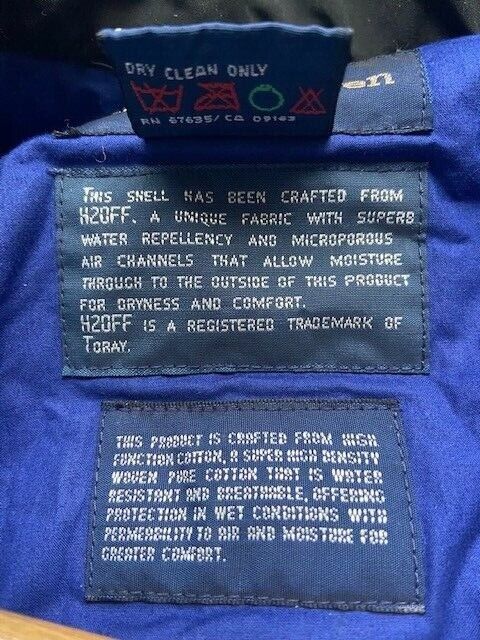 DRY CLEAN ONLY
RN 67635/CA 09163
en
THIS SHELL HAS BEEN CRAFTED FROM
H2OFF. A UNIQUE FABRIC WITH SUPERB
WATER REPELLENCY AND MICROPOROUS
AIR CHANNELS THAT ALLOW MOISTURE
THROUGH TO THE OUTSIDE OF THIS PRODUCT
FOR DRYNESS AND COMFORT.
H2OFF IS A REGISTERED TRADEMARK OF
TORAY.
THIS PRODUCT IS CRAFTED FROM HIGH
FUNCTION COTTON, A SUPER HIGH DENSITY
WOVEN PURE COTTON THAT IS WATER
RESISTANT AND BREATHABLE, OFFERING
PROTECTION IN WET CONDITIONS WITH
PERMEABILITY TO AIR AND MOISTURE FOR
GREATER COMFORT.